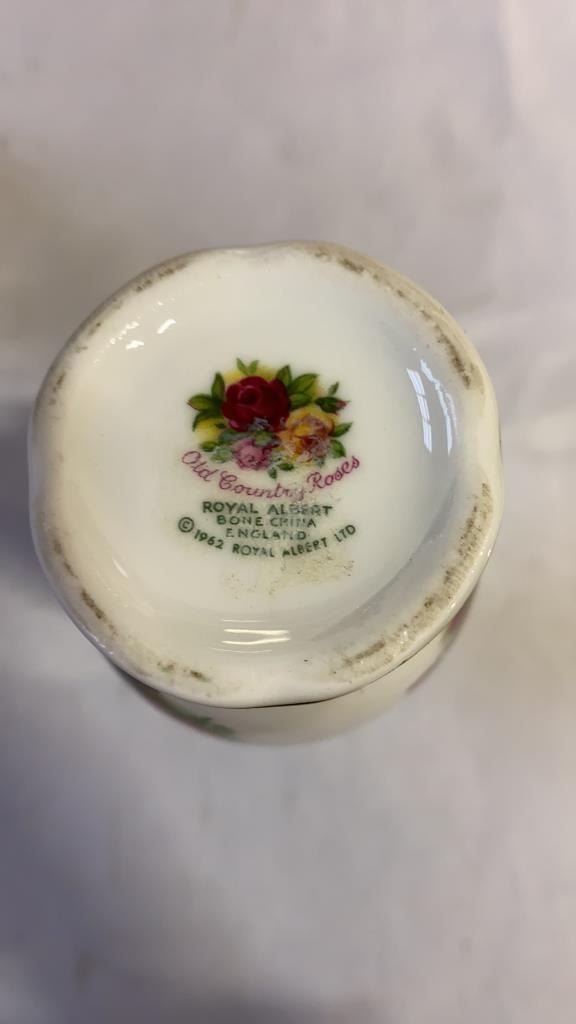 Old Country Roses
ROYAL ALBERT
BONE CHINA
ENGLAND
© 1962 ROYAL ALBERT LTD